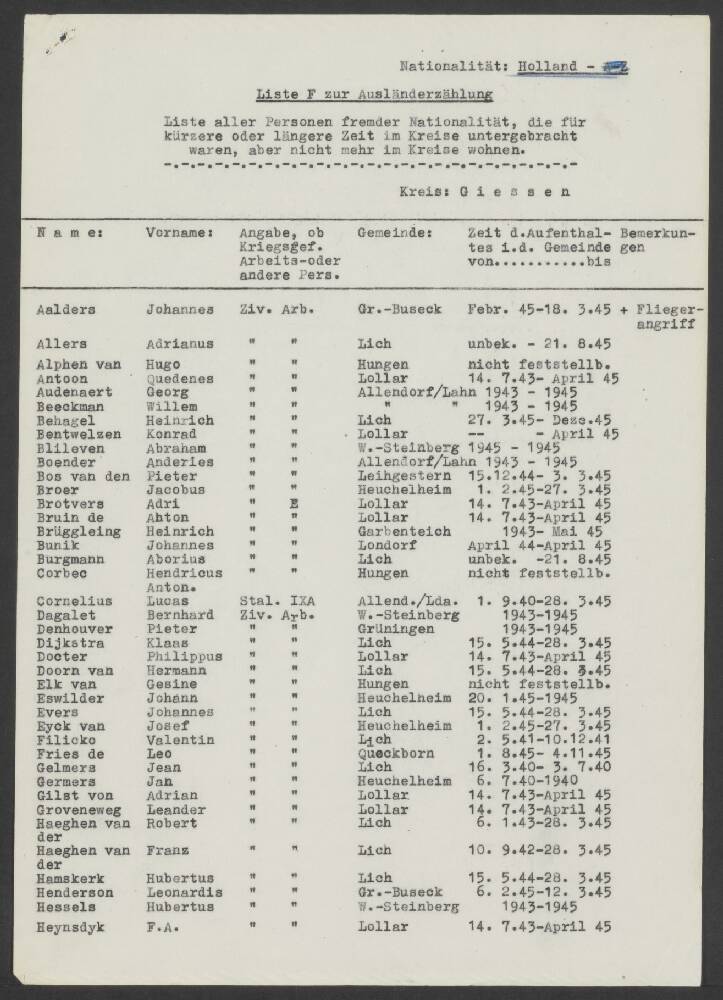 Nationalität: Holland -
Liste F zur Ausländerzählung
Liste aller Personen fremder Nationalität, die für
kürzere oder längere Zeit im Kreise untergebracht
waren, aber nicht mehr im Kreise wohnen.
-.-.-.-.-.-.-.-.-.-.-.-.-.-.-.-.-.-.-.-.-.-.-.-.-
Kreis: G i e s s e n
N a m e: Vorname: Angabe, ob Gemeinde: Zeit d.Aufenthal- Bemerkun-
Kriegsgef. tes i.d. Gemeinde gen
Arbeits-oder von...........bis
andere Pers.
Aalders Johannes Ziv. Arb. Gr.-Buseck Febr. 45-18. 3.45 + Flieger-
angriff
Allers Adrianus " " Lich unbek. - 21. 8.45
Alphen van Hugo " " Hungen nicht feststellb.
Antoon Quedenes " " Lollar 14. 7.43- April 45
Audenaert Georg " " Allendorf/Lahn 1943 - 1945
Beeckman Willem " " " " 1943 - 1945
Behagel Heinrich " " Lich 27. 3.45- Deze.45
Bentwelzen Konrad " " Lollar -- - April 45
Blileven Abraham " " W.-Steinberg 1945 - 1945
Boender Anderies " " Allendorf/Lahn 1943 - 1945
Bos van den Pieter " " Leihgestern 15.12.44- 3. 3.45
Broer Jacobus " " Heuchelheim 1. 2.45-27. 3.45
Brotvers Adri " E Lollar 14. 7.43-April 45
Bruin de Ahton " " Lollar 14. 7.43-April 45
Brüggleing Heinrich " " Garbenteich 1943- Mai 45
Bunik Johannes " " Londorf April 44-April 45
Burgmann Aborius " " Lich unbek. -21. 8.45
Corbec Hendricus " " Hungen nicht feststellb.
Anton.
Cornelius Lucas Stal. IXA Allend./Lda. 1. 9.40-28. 3.45
Dagalet Bernhard Ziv. Arb. W.-Steinberg 1943-1945
Denhouver Pieter " " Grüningen 1943-1945
Dijkstra Klaas " " Lich 15. 5.44-28. 3.45
Docter Philippus " " Lollar 14. 7.43-April 45
Doorn van Hermann " " Lich 15. 5.44-28. 3.45
Elk van Gesine " " Hungen nicht feststellb.
Eswilder Johann " " Heuchelheim 20. 1.45-1945
Evers Johannes " " Lich 15. 5.44-28. 3.45
Eyck van Josef " " Heuchelheim 1. 2.45-27. 3.45
Filicko Valentin " " Lich 2. 5.41-10.12.41
Fries de Leo " " Queckborn 1. 8.45- 4.11.45
Gelmers Jean " " Lich 16. 3.40- 3. 7.40
Germers Jan " " Heuchelheim 6. 7.40-1940
Gilst von Adrian " " Lollar 14. 7.43-April 45
Groveneweg Leander " " Lollar 14. 7.43-April 45
Haeghen van Robert " " Lich 6. 1.43-28. 3.45
der
Haeghen van Franz " " Lich 10. 9.42-28. 3.45
der
Hamskerk Hubertus " " Lich 15. 5.44-28. 3.45
Henderson Leonardis " " Gr.-Buseck 6. 2.45-12. 3.45
Hessels Hubertus " " W.-Steinberg 1943-1945
Heynsdyk F.A. " " Lollar 14. 7.43-April 45